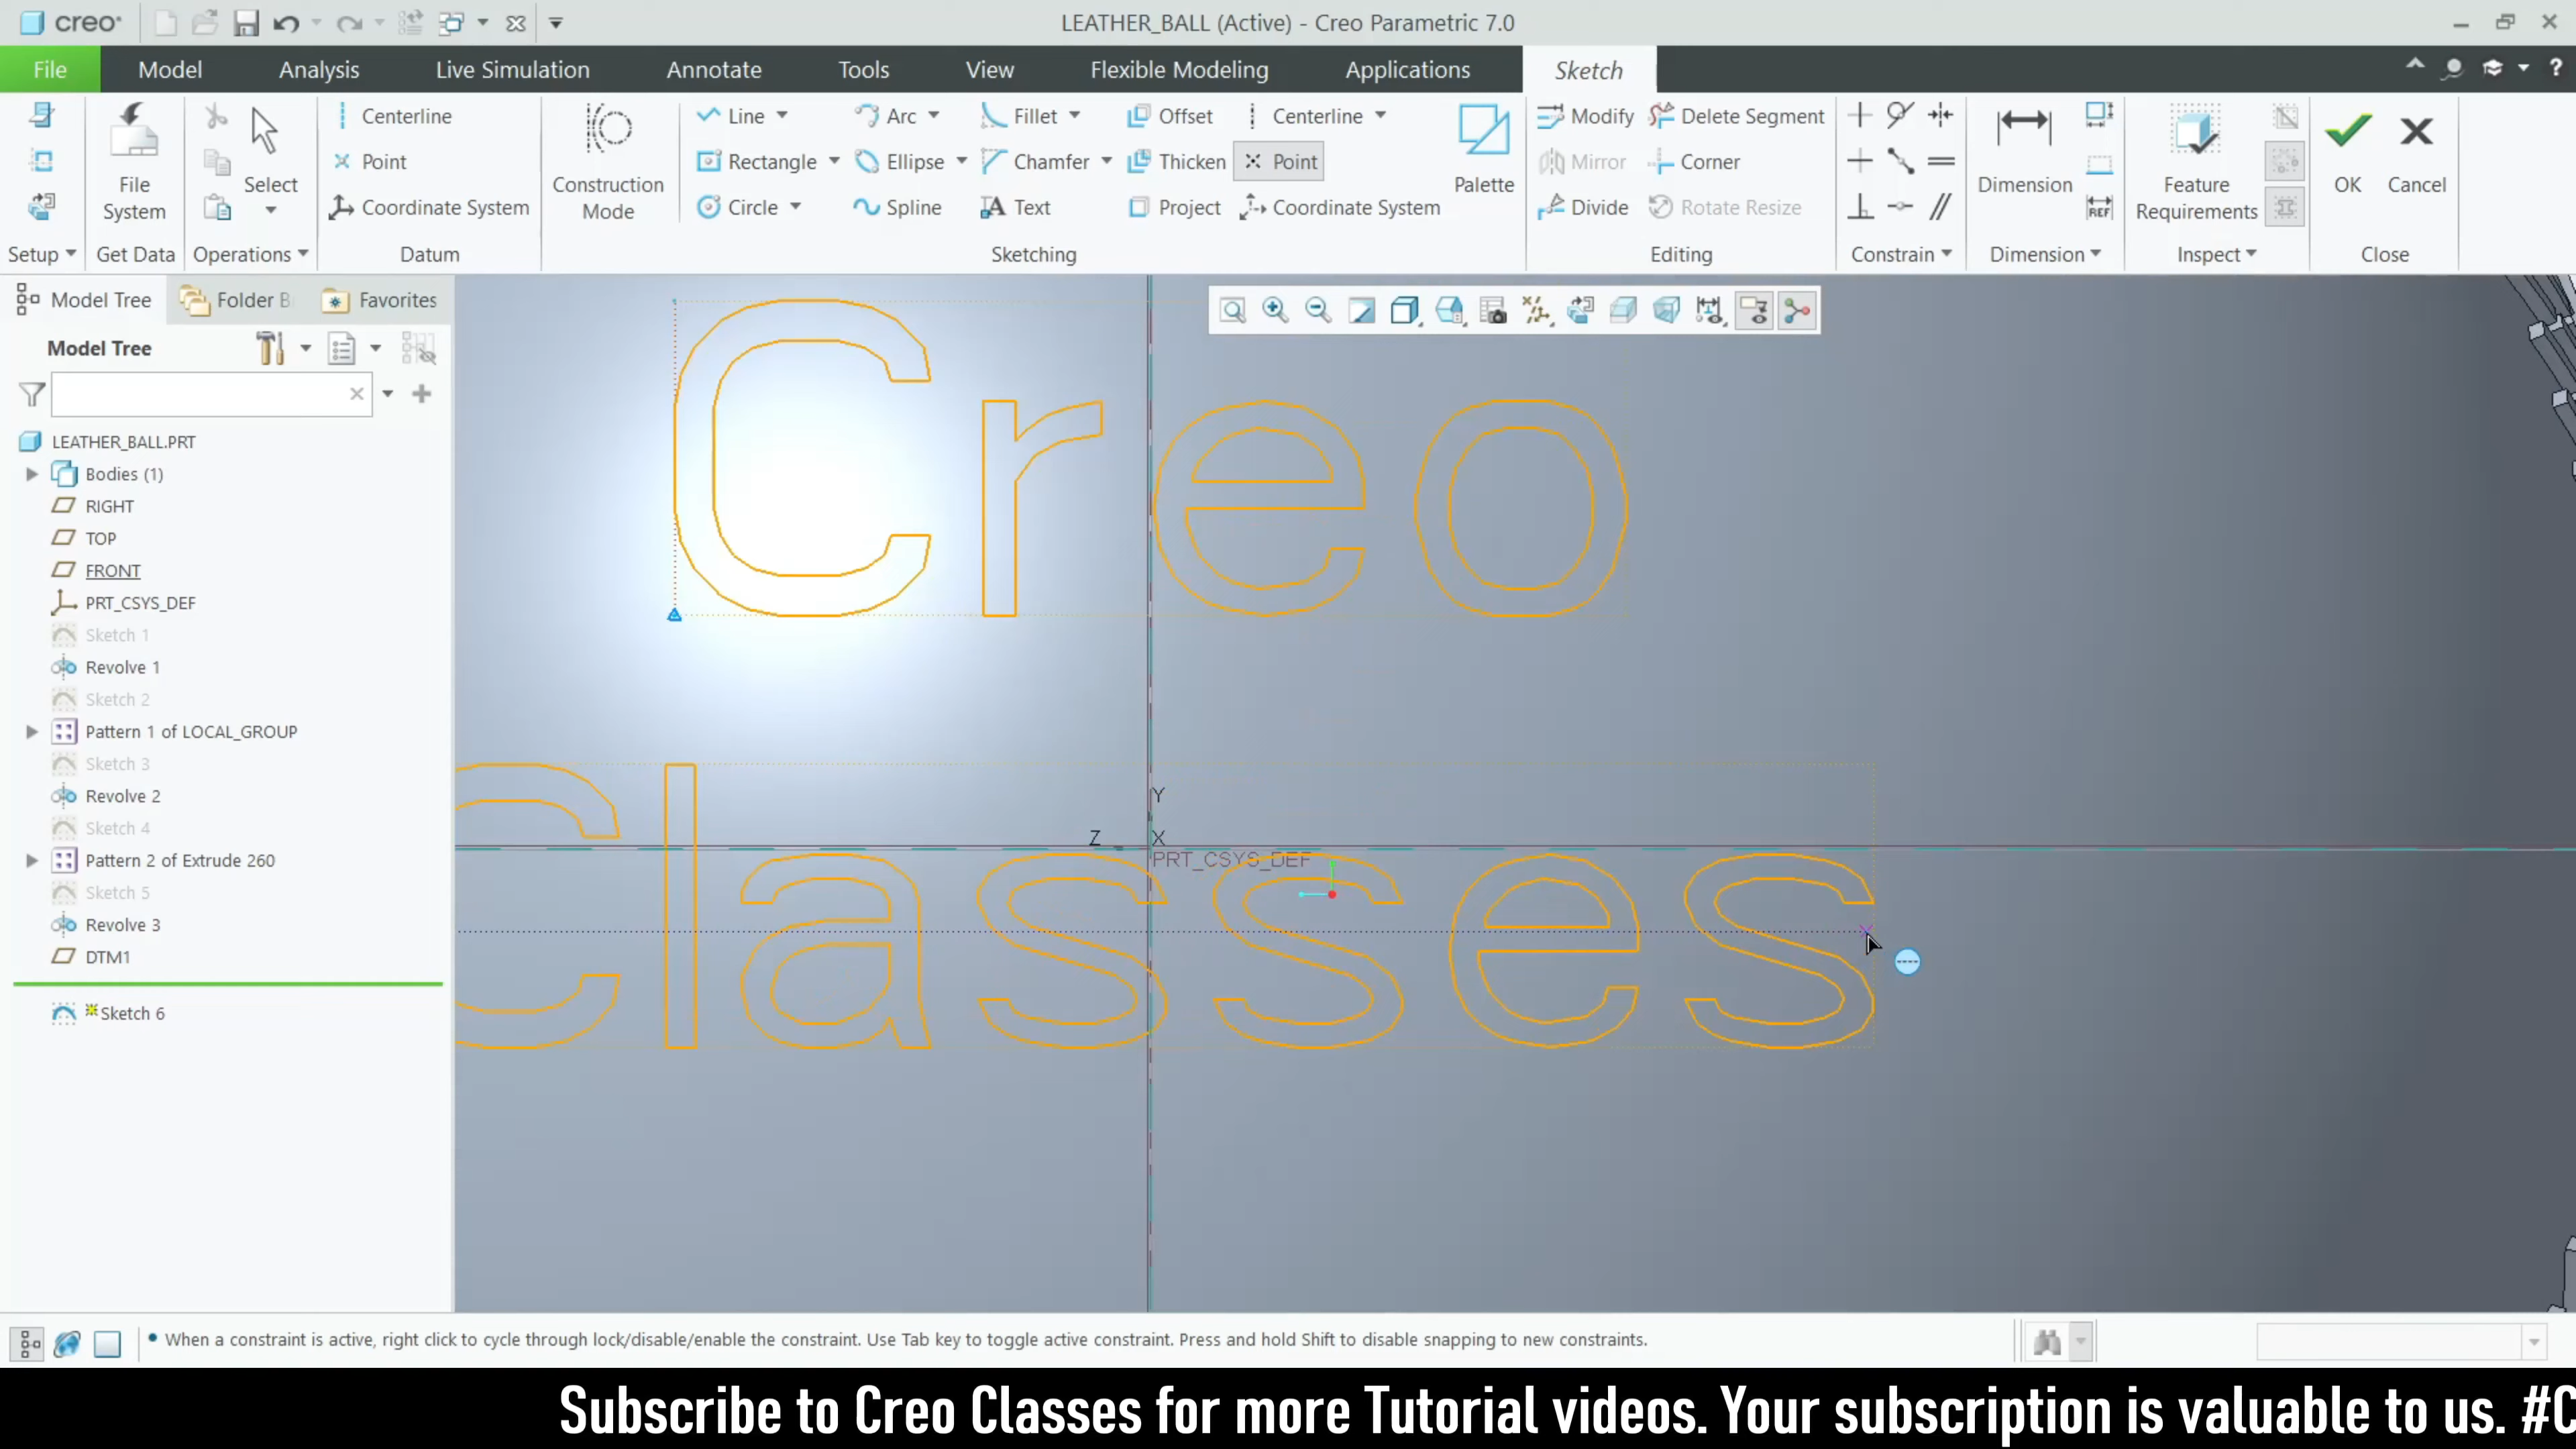 creo
LEATHER_BALL (Active) - Creo Parametric 7.0
File Model Analysis Live Simulation Annotate Tools View Flexible Modeling Applications Sketch
Centerline Line Arc Fillet Offset Centerline Modify Delete Segment
Point Rectangle Ellipse Chamfer Thicken Point Mirror Corner
File System Select Construction Mode Palette Dimension Feature Requirements OK Cancel
Coordinate System Circle Spline Text Project Coordinate System Divide Rotate Resize
REF
Setup Get Data Operations Datum Sketching Editing Constrain Dimension Inspect Close
Model Tree Folder B Favorites
Model Tree
LEATHER_BALL.PRT
Bodies (1)
RIGHT
TOP
FRONT
PRT_CSYS_DEF
Sketch 1
Revolve 1
Sketch 2
Pattern 1 of LOCAL_GROUP
Sketch 3
Revolve 2
Sketch 4
Pattern 2 of Extrude 260
Sketch 5
Revolve 3
DTM1
Sketch 6
Creo
Classes
Y
Z X
PRT_CSYS_DEF
When a constraint is active, right click to cycle through lock/disable/enable the constraint. Use Tab key to toggle active constraint. Press and hold Shift to disable snapping to new constraints.
Subscribe to Creo Classes for more Tutorial videos. Your subscription is valuable to us. #C